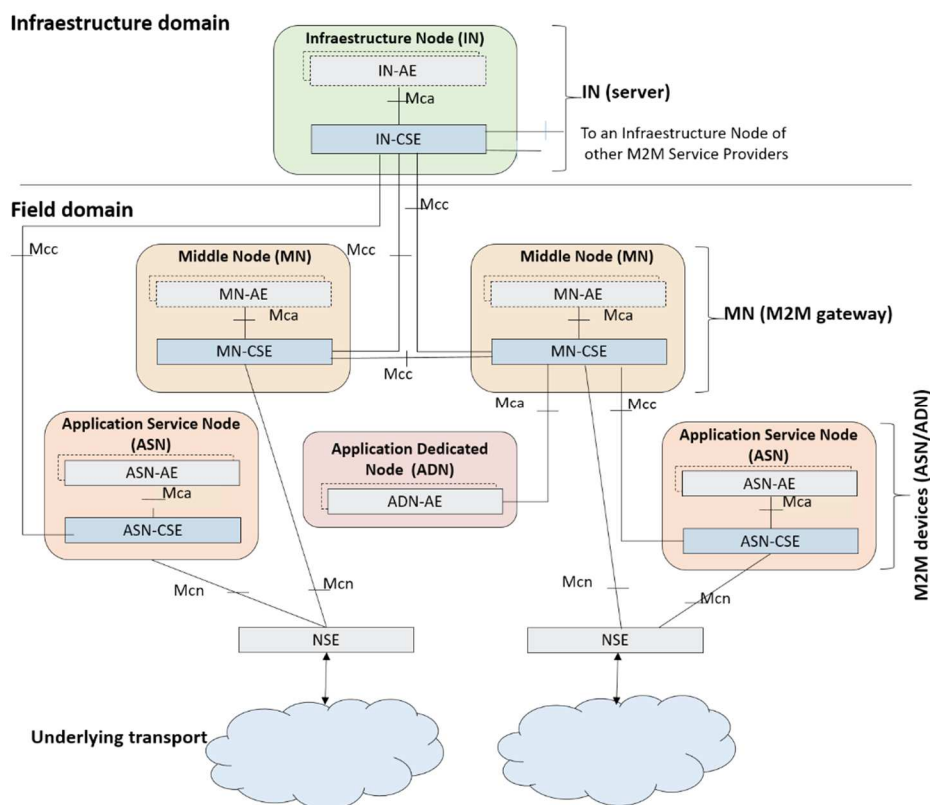 Infraestructure domain
Infraestructure Node (IN)
IN-AE
Mca
IN-CSE
IN (server)
To an Infraestructure Node of
other M2M Service Providers
Field domain
Mcc
Mcc
Mcc
Middle Node (MN)
MN-AE
Mca
MN-CSE
Middle Node (MN)
MN-AE
Mca
MN-CSE
MN (M2M gateway)
Mcc
Mca
Mcc
Application Service Node
(ASN)
ASN-AE
Mca
ASN-CSE
Application Dedicated
Node (ADN)
ADN-AE
Application Service Node
(ASN)
ASN-AE
Mca
ASN-CSE
M2M devices (ASN/ADN)
Mcn
Mcn
Mcn
Mcn
NSE
NSE
Underlying transport